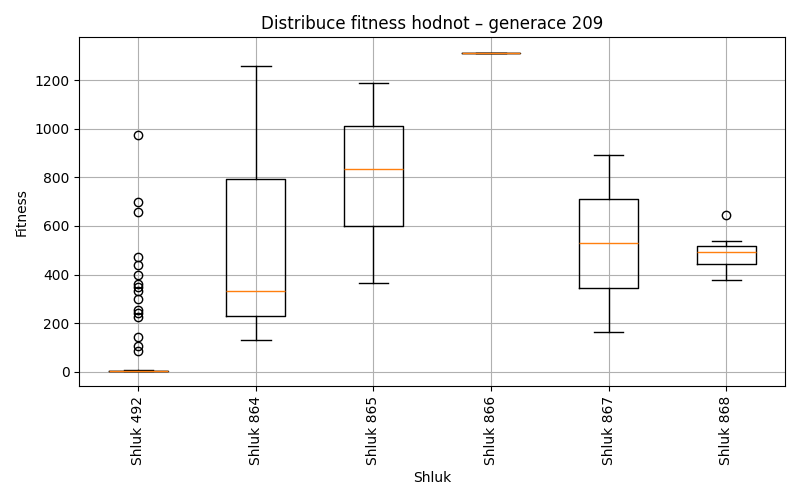 Distribuce fitness hodnot – generace 209
Fitness
1200
1000
800
600
400
200
0
Shluk 492
Shluk 864
Shluk 865
Shluk 866
Shluk 867
Shluk 868
Shluk